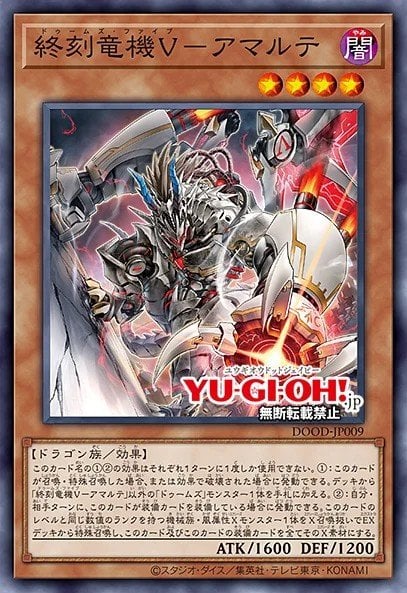 ドゥームズ・ファイブ
終刻竜機Ⅴ-アマルテ
やみ
闇
ユウギオウドットジェイピー
YU-GI-OH!.jp
無断転載禁止
DOOD-JP009
【ドラゴン族/効果】
このカード名の①②の効果はそれぞれ1ターンに1度しか使用できない。①:このカード
が召喚・特殊召喚した場合、または効果で破壊された場合に発動できる。デッキから
「終刻竜機Ⅴ-アマルテ」以外の「ドゥームズ」モンスター1体を手札に加える。②:自分・
相手ターンに、このカードが装備カードを装備している場合に発動できる。このカードの
レベルと同じ数値のランクを持つ機械族・風属性Xモンスター1体をX召喚扱いでEX
デッキから特殊召喚し、このカード及びこのカードの装備カードを全てそのX素材にする。
ATK/1600 DEF/1200
©スタジオ・ダイス/集英社・テレビ東京・KONAMI